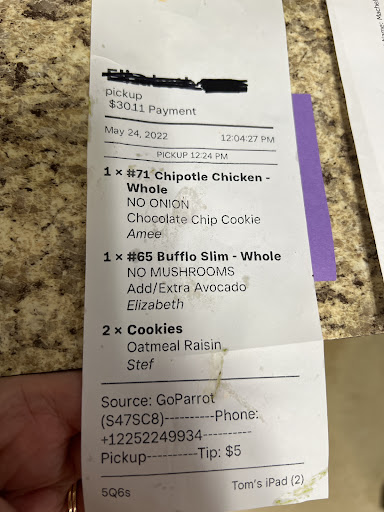 pickup
$30.11 Payment
May 24, 2022 12:04:27 PM
PICKUP 12:24 PM
1 × #71 Chipotle Chicken -
Whole
NO ONION
Chocolate Chip Cookie
Amee
1 × #65 Bufflo Slim - Whole
NO MUSHROOMS
Add/Extra Avocado
Elizabeth
2 × Cookies
Oatmeal Raisin
Stef
Source: GoParrot
(S47SC8)----------Phone:
+12252249934----------
Pickup----------Tip: $5
5Q6s Tom's iPad (2)